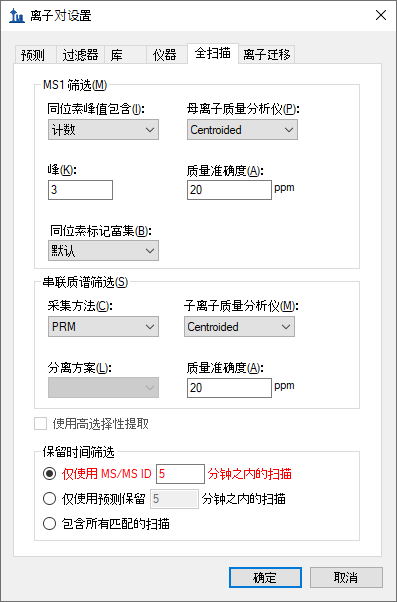 离子对设置
预测 过滤器 库 仪器 全扫描 离子迁移
MS1 筛选(M)
同位素峰值包含(I): 母离子质量分析仪(P):
计数 Centroided
峰(K): 质量准确度(A):
3 20 ppm
同位素标记富集(B):
默认
串联质谱筛选(S)
采集方法(C): 子离子质量分析仪(M):
PRM Centroided
分离方案(L): 质量准确度(A):
20 ppm
使用高选择性提取
保留时间筛选
仅使用 MS/MS ID 5 分钟之内的扫描
仅使用预测保留 5 分钟之内的扫描
包含所有匹配的扫描
确定 取消